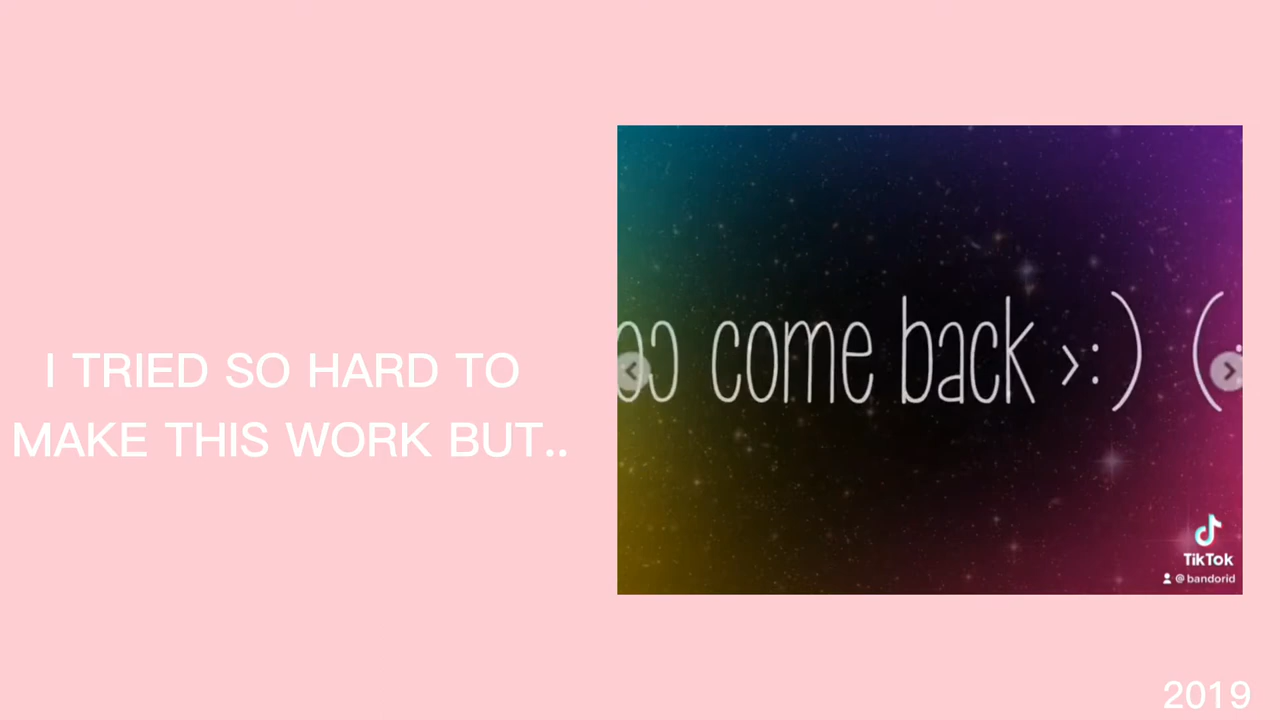 I TRIED SO HARD TO
MAKE THIS WORK BUT..
come back >:) (:
TikTok
@bandorid
2019